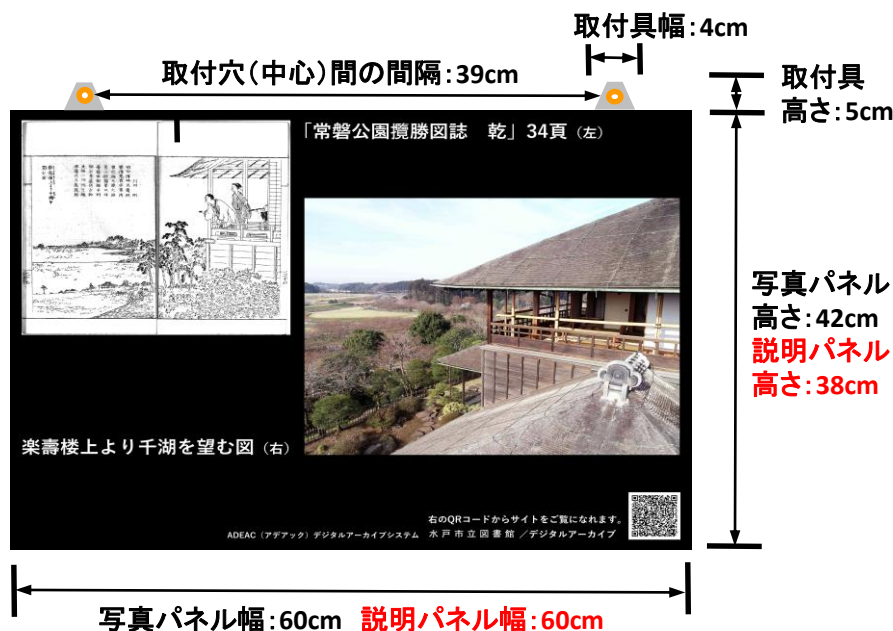 取付具幅:4cm
取付穴(中心)間の間隔:39cm
取付具
高さ:5cm
「常磐公園攬勝図誌 乾」34頁(左)
写真パネル
高さ:42cm
説明パネル
高さ:38cm
楽壽楼上より千湖を望む図(右)
右のQRコードからサイトをご覧になれます。
ADEAC(アデアック)デジタルアーカイブシステム 水戸市立図書館/デジタルアーカイブ
写真パネル幅:60cm 説明パネル幅:60cm